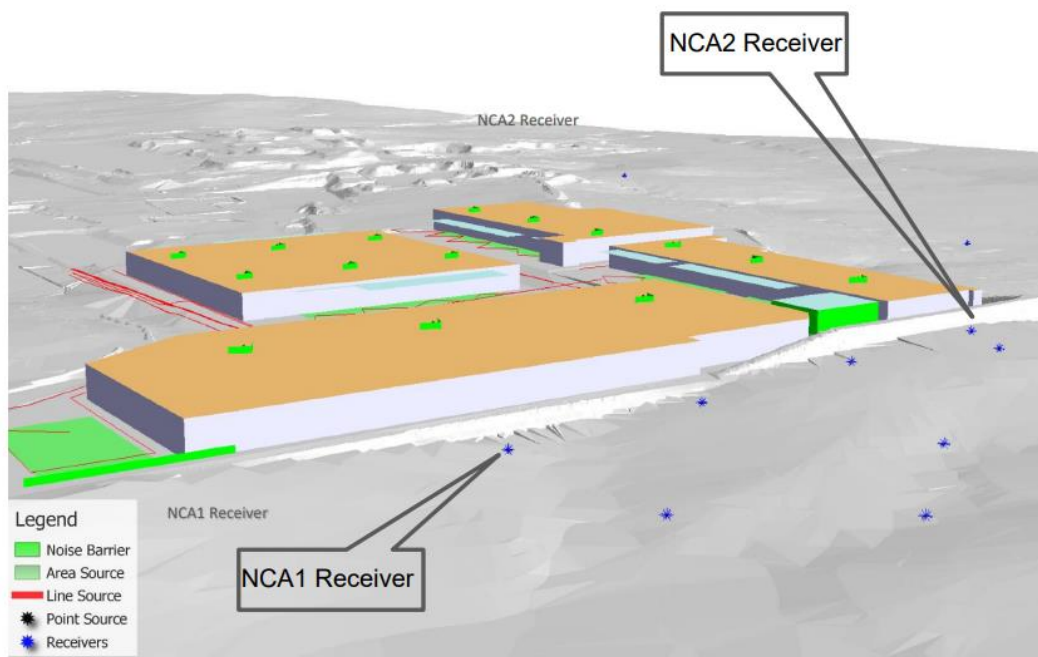 NCA2 Receiver
NCA2 Receiver
NCA1 Receiver
NCA1 Receiver
Legend
Noise Barrier
Area Source
Line Source
Point Source
Receivers